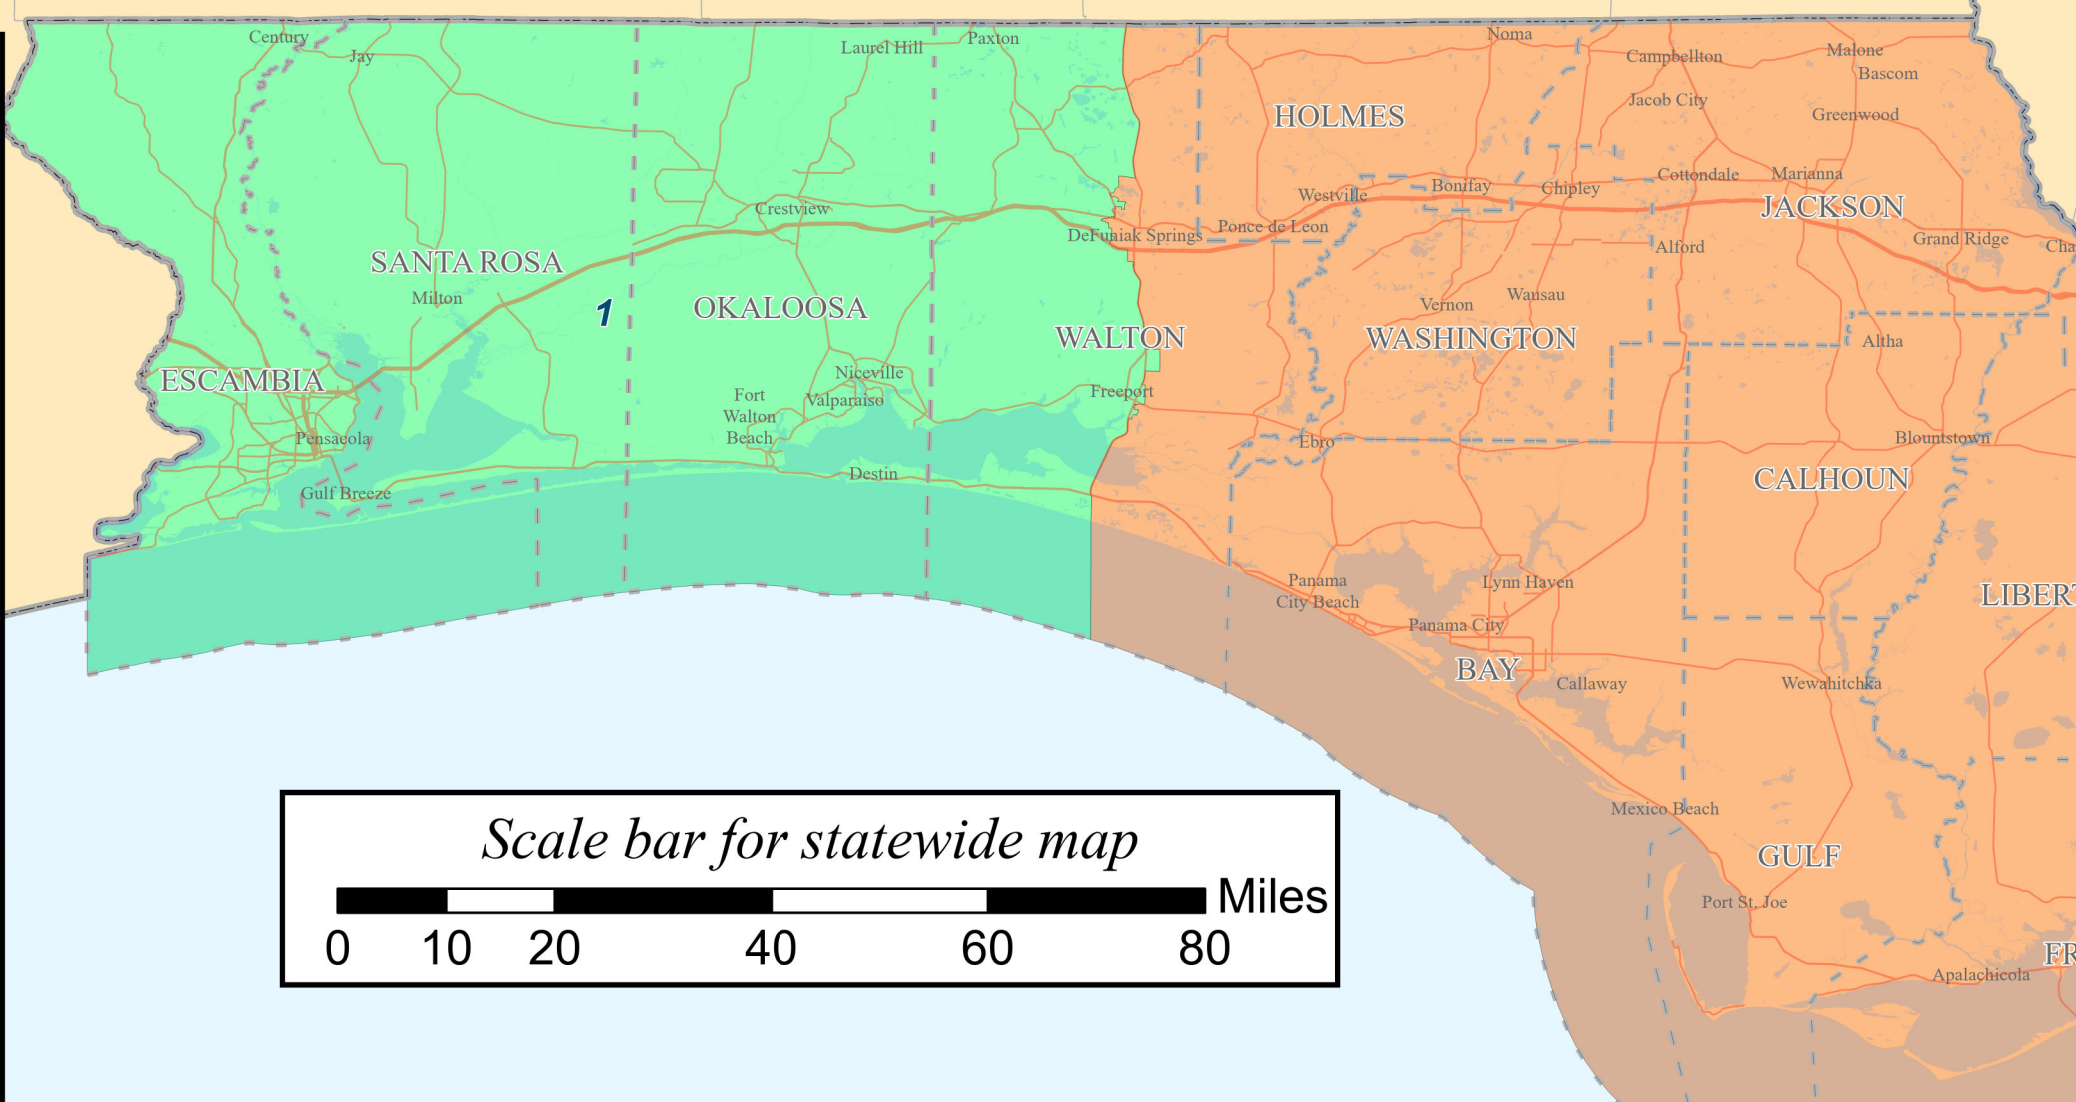 Century
Jay
Laurel Hill
Paxton
Noma
Campbellton
Malone
Bascom
Jacob City
Greenwood
HOLMES
Cottondale
Marianna
Westville
Bonifay
Chipley
JACKSON
Crestview
DeFuniak Springs
Ponce de Leon
Alford
Grand Ridge
Cha
SANTA ROSA
Milton
1
OKALOOSA
Vernon
Wausau
WALTON
WASHINGTON
Altha
ESCAMBIA
Niceville
Freeport
Fort
Walton
Beach
Valparaiso
Pensacola
Ebro
Blountstown
Destin
CALHOUN
Gulf Breeze
Panama
City Beach
Lynn Haven
LIBERT
Panama City
BAY
Callaway
Wewahitchka
Mexico Beach
Scale bar for statewide map
GULF
Miles
Port St. Joe
0 10 20 40 60 80
FR
Apalachicola